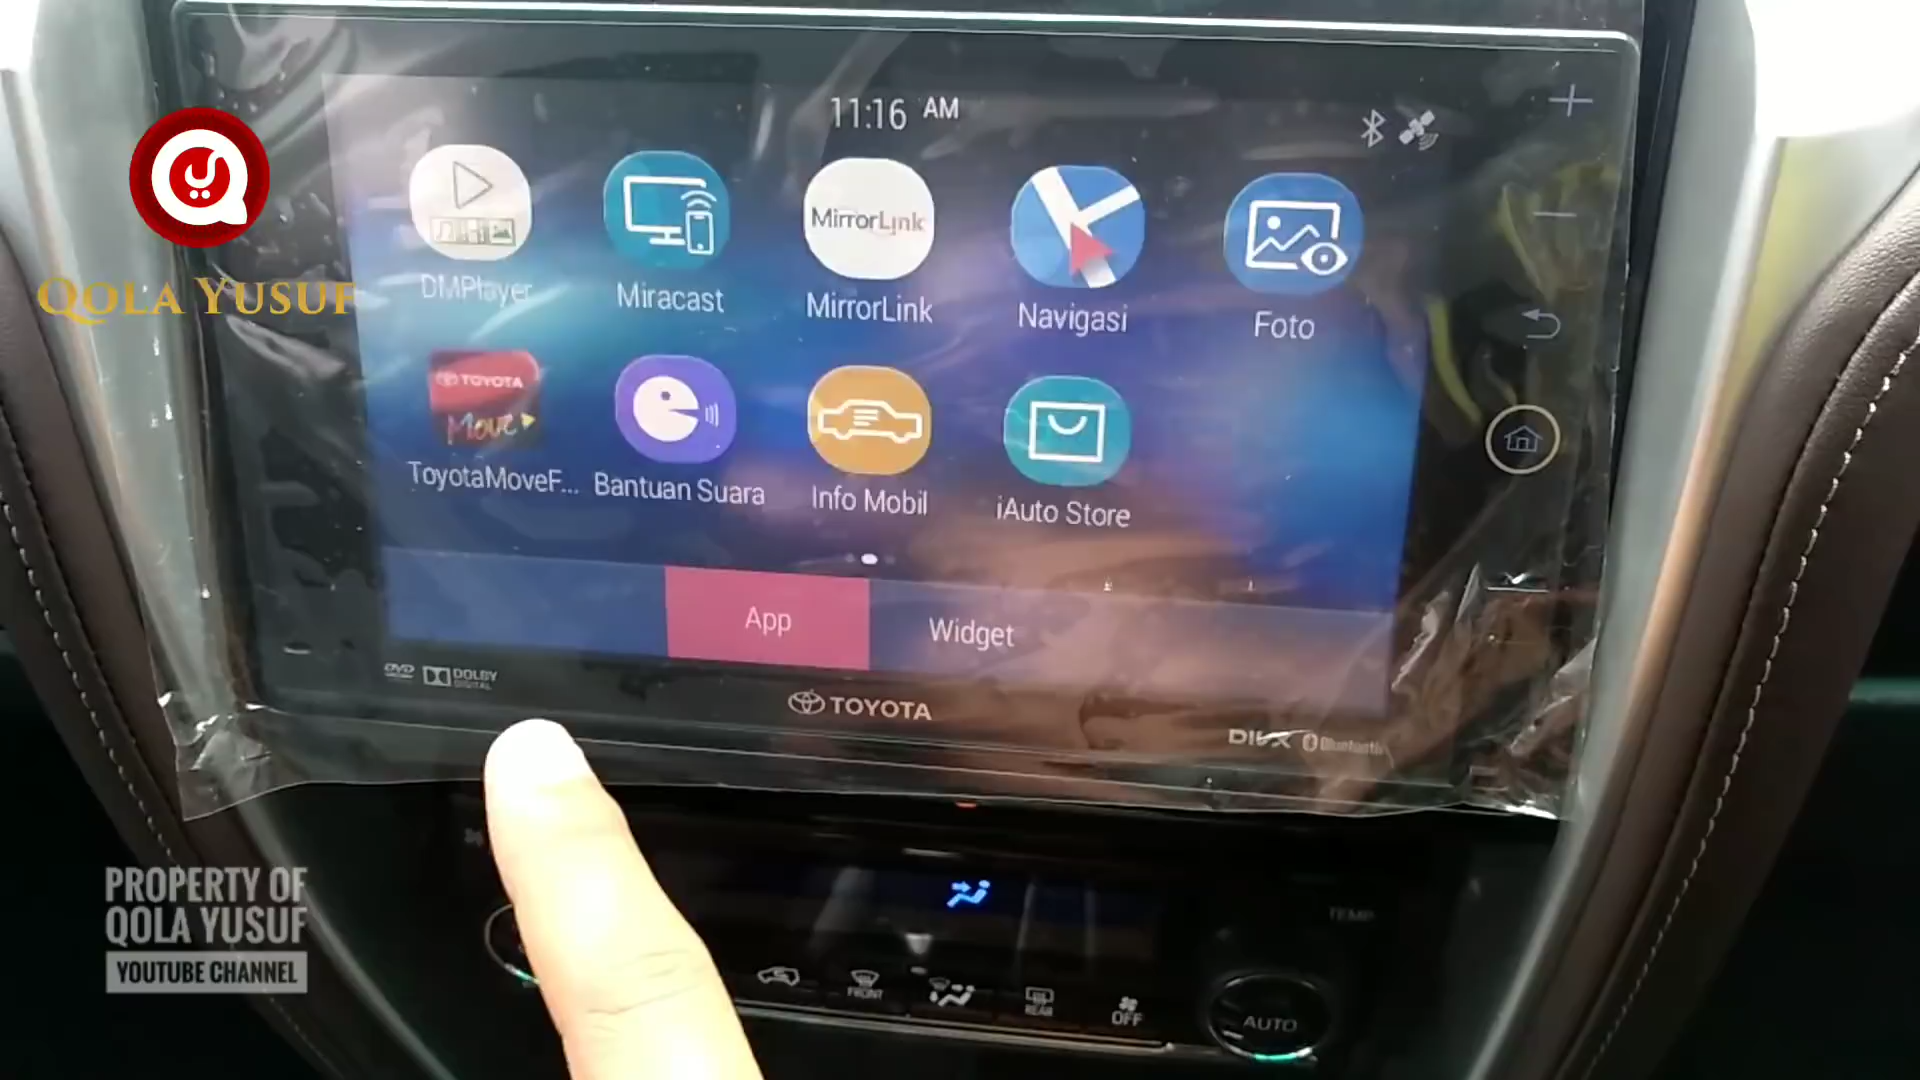 11:16 AM
QOLA YUSUF
MirrorLink
DMPlayer
Miracast
MirrorLink
Navigasi
Foto
TOYOTA
Move
ToyotaMoveF...
Bantuan Suara
Info Mobil
iAuto Store
App
Widget
DVD
DOLBY
DIGITAL
TOYOTA
DIVX
Bluetooth
TEMP
PROPERTY OF
QOLA YUSUF
YOUTUBE CHANNEL
FRONT
REAR
OFF
AUTO